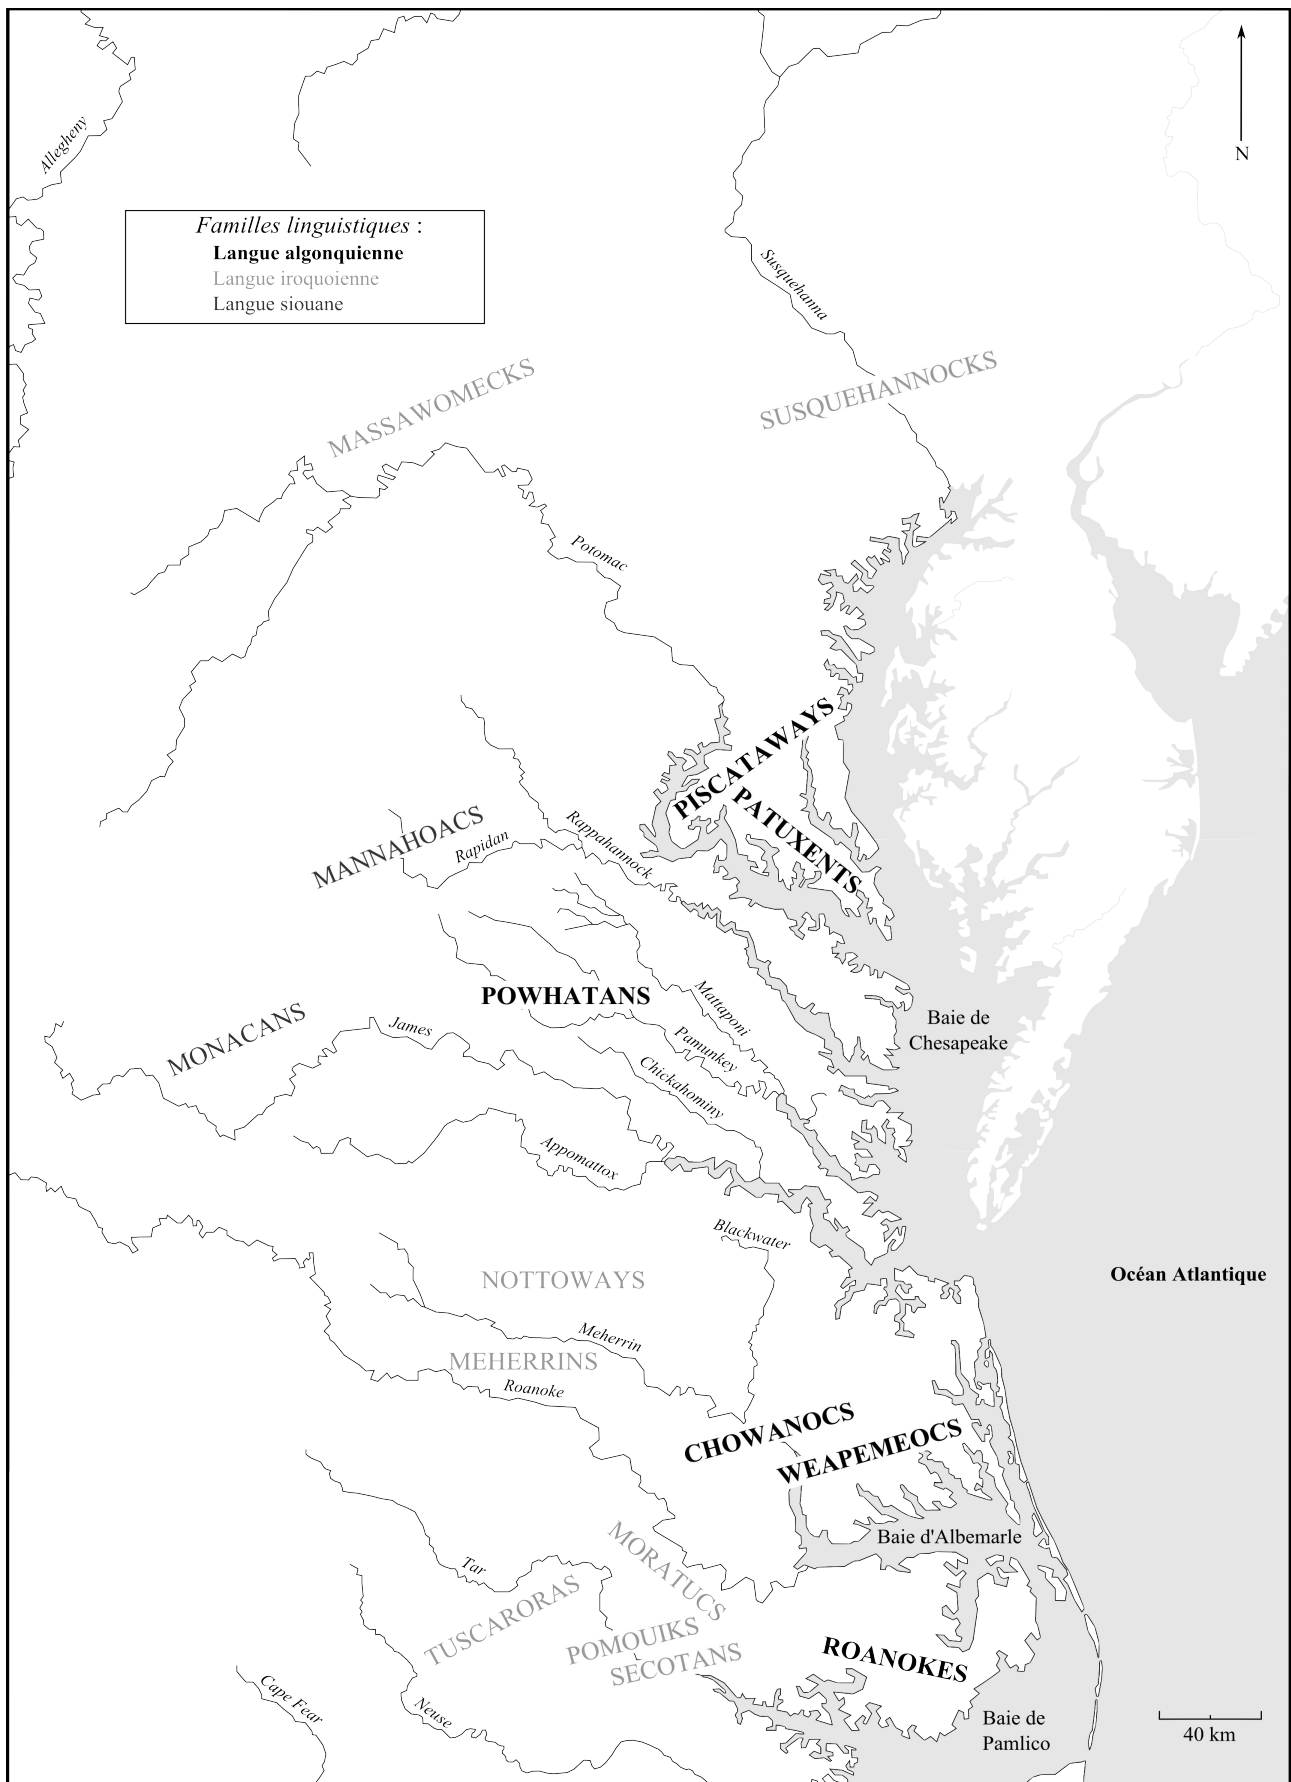 N
Allegheny
Familles linguistiques :
Langue algonquienne
Langue iroquoienne
Langue siouane
Susquehanna
MASSAWOMECKS
SUSQUEHANNOCKS
Potomac
PISCATAWAYS
PATUXENTS
MANNAHOACS
Rapidan
Rappahannock
POWHATANS
Mattaponi
Baie de
Chesapeake
MONACANS
James
Pamunkey
Chickahominy
Appomattox
Blackwater
Océan Atlantique
NOTTOWAYS
Meherrin
MEHERRINS
Roanoke
CHOWANOCS
WEAPEMEOCS
Baie d'Albemarle
MORATUCS
Tar
TUSCARORAS
POMOUIKS
SECOTANS
ROANOKES
Cape Fear
Neuse
Baie de
Pamlico
40 km